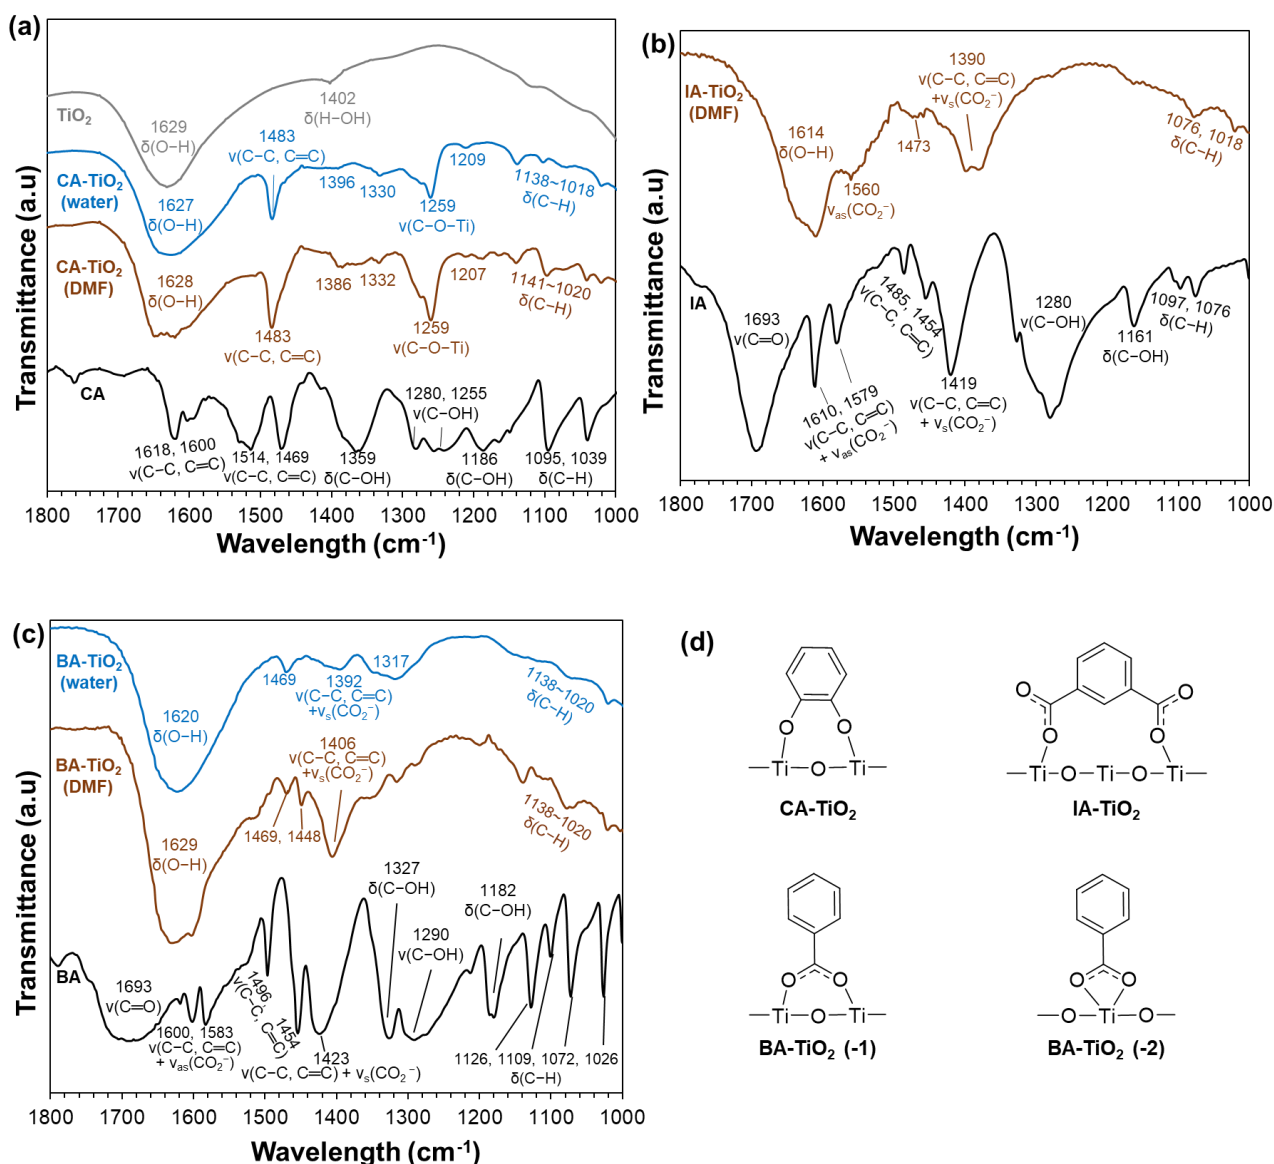 (a)
TiO₂
1629
δ(O−H)
1402
δ(H−OH)
1483
ν(C−C, C=C)
CA-TiO₂
(water)
1627
δ(O−H)
1396
1330
1259
ν(C−O−Ti)
1209
1138~1018
δ(C−H)
CA-TiO₂
(DMF)
1628
δ(O−H)
1483
ν(C−C, C=C)
1386
1332
1259
ν(C−O−Ti)
1207
1141~1020
δ(C−H)
CA
1618, 1600
ν(C−C, C=C)
1514, 1469
ν(C−C, C=C)
1359
δ(C−OH)
1280, 1255
ν(C−OH)
1186
δ(C−OH)
1095, 1039
δ(C−H)
Transmittance (a.u)
1800 1700 1600 1500 1400 1300 1200 1100 1000
Wavelength (cm⁻¹)
(b)
IA-TiO₂
(DMF)
1614
δ(O−H)
1560
νas(CO₂⁻)
1473
1390
ν(C−C, C=C)
+νs(CO₂⁻)
1076, 1018
δ(C−H)
IA
1693
ν(C=O)
1610, 1579
ν(C−C, C=C)
+ νas(CO₂⁻)
1485, 1454
ν(C−C, C=C)
1419
ν(C−C, C=C)
+ νs(CO₂⁻)
1280
ν(C−OH)
1161
δ(C−OH)
1097, 1076
δ(C−H)
Transmittance (a.u)
1800 1700 1600 1500 1400 1300 1200 1100 1000
Wavelength (cm⁻¹)
(c)
BA-TiO₂
(water)
1620
δ(O−H)
1469
1392
ν(C−C, C=C)
+νs(CO₂⁻)
1317
1138~1020
δ(C−H)
BA-TiO₂
(DMF)
1629
δ(O−H)
1469, 1448
1406
ν(C−C, C=C)
+νs(CO₂⁻)
1138~1020
δ(C−H)
BA
1693
ν(C=O)
1600, 1583
ν(C−C, C=C)
+ νas(CO₂⁻)
1496, 1454
ν(C−C, C=C)
1423
ν(C−C, C=C) + νs(CO₂⁻)
1327
δ(C−OH)
1290
ν(C−OH)
1182
δ(C−OH)
1126, 1109, 1072, 1026
δ(C−H)
Transmittance (a.u)
1800 1700 1600 1500 1400 1300 1200 1100 1000
Wavelength (cm⁻¹)
(d)
O O
Ti O Ti
CA-TiO₂
O O
O O
Ti O Ti O Ti
IA-TiO₂
O O
Ti O Ti
BA-TiO₂ (-1)
O O
O Ti O
BA-TiO₂ (-2)